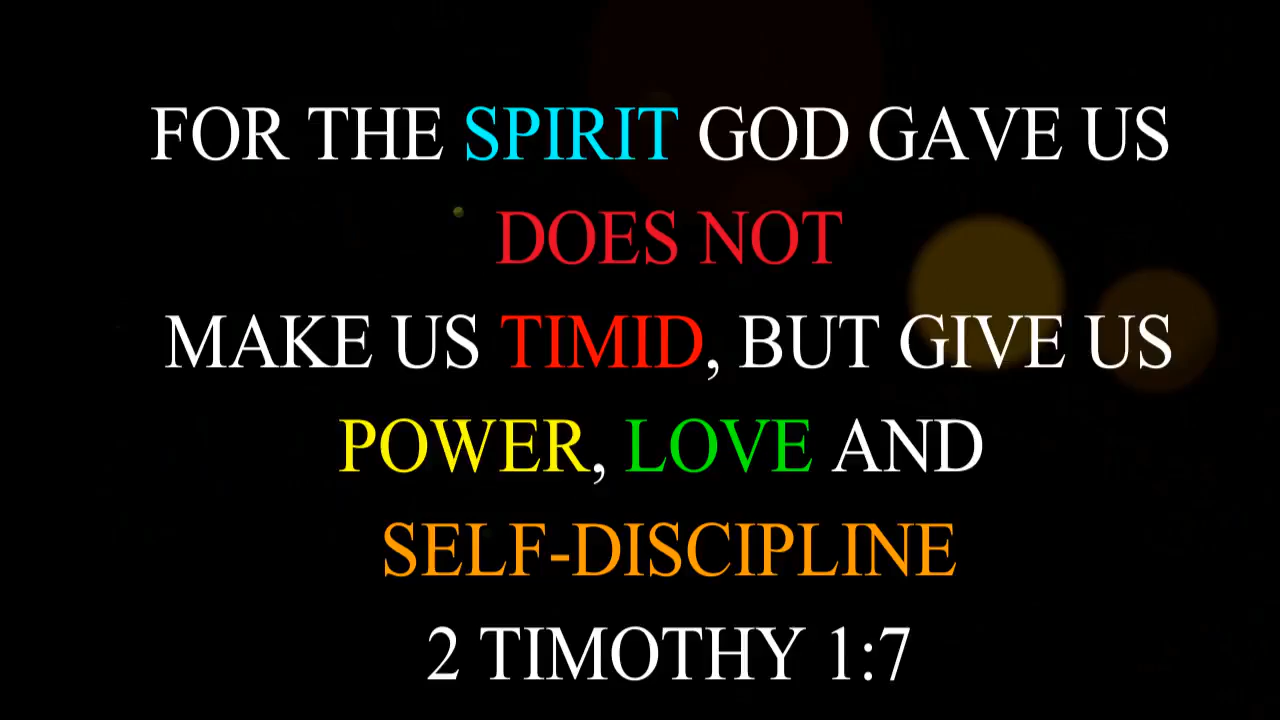 FOR THE SPIRIT GOD GAVE US
DOES NOT
MAKE US TIMID, BUT GIVE US
POWER, LOVE AND
SELF-DISCIPLINE
2 TIMOTHY 1:7